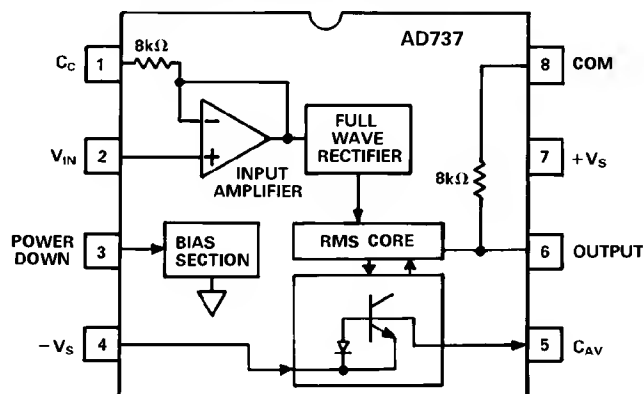 AD737
C_C
1
8kΩ
8
COM
V_IN
2
−
+
INPUT
AMPLIFIER
FULL
WAVE
RECTIFIER
8kΩ
7
+V_S
POWER
DOWN
3
BIAS
SECTION
RMS CORE
6
OUTPUT
−V_S
4
5
C_AV